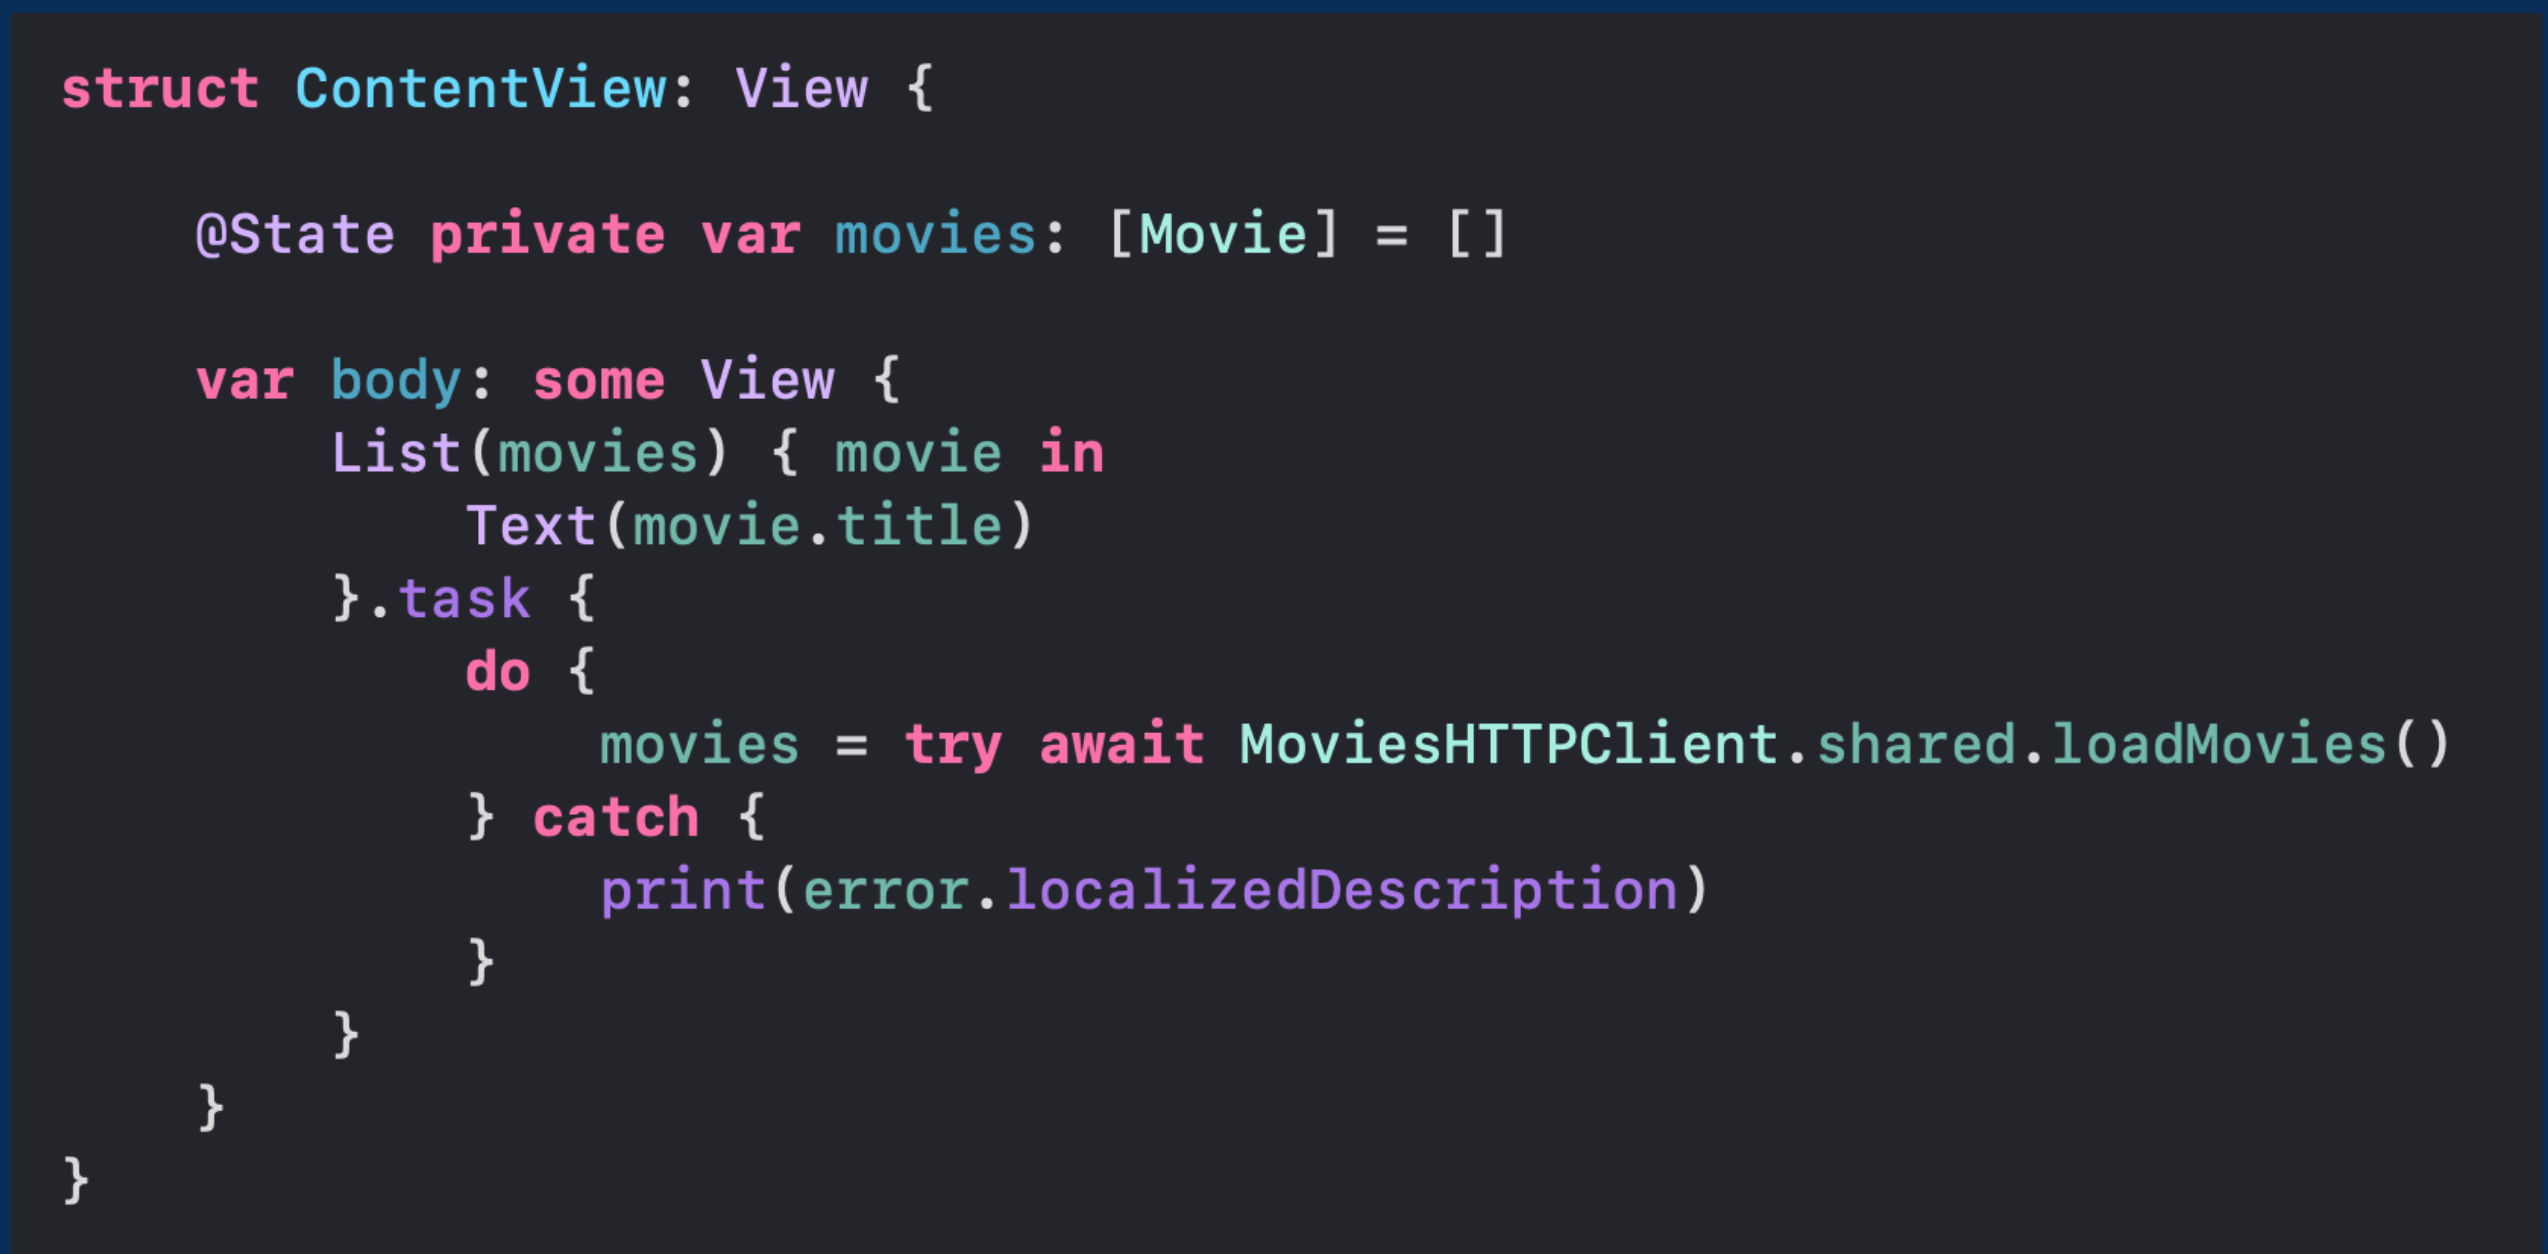 struct ContentView: View {
@State private var movies: [Movie] = []
var body: some View {
List(movies) { movie in
Text(movie.title)
}.task {
do {
movies = try await MoviesHTTPClient.shared.loadMovies()
} catch {
print(error.localizedDescription)
}
}
}
}